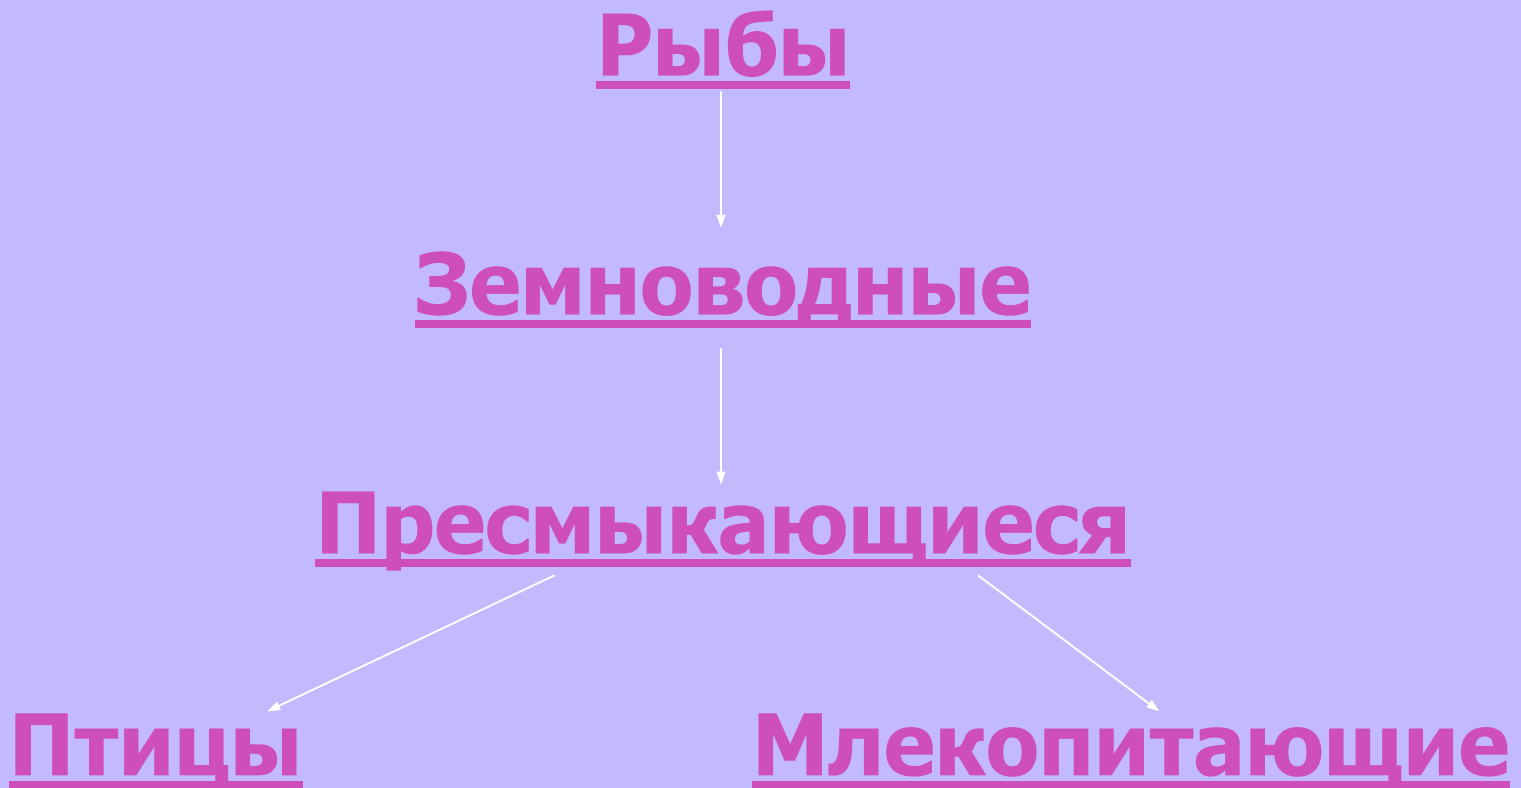 Рыбы
Земноводные
Пресмыкающиеся
Птицы
Млекопитающие